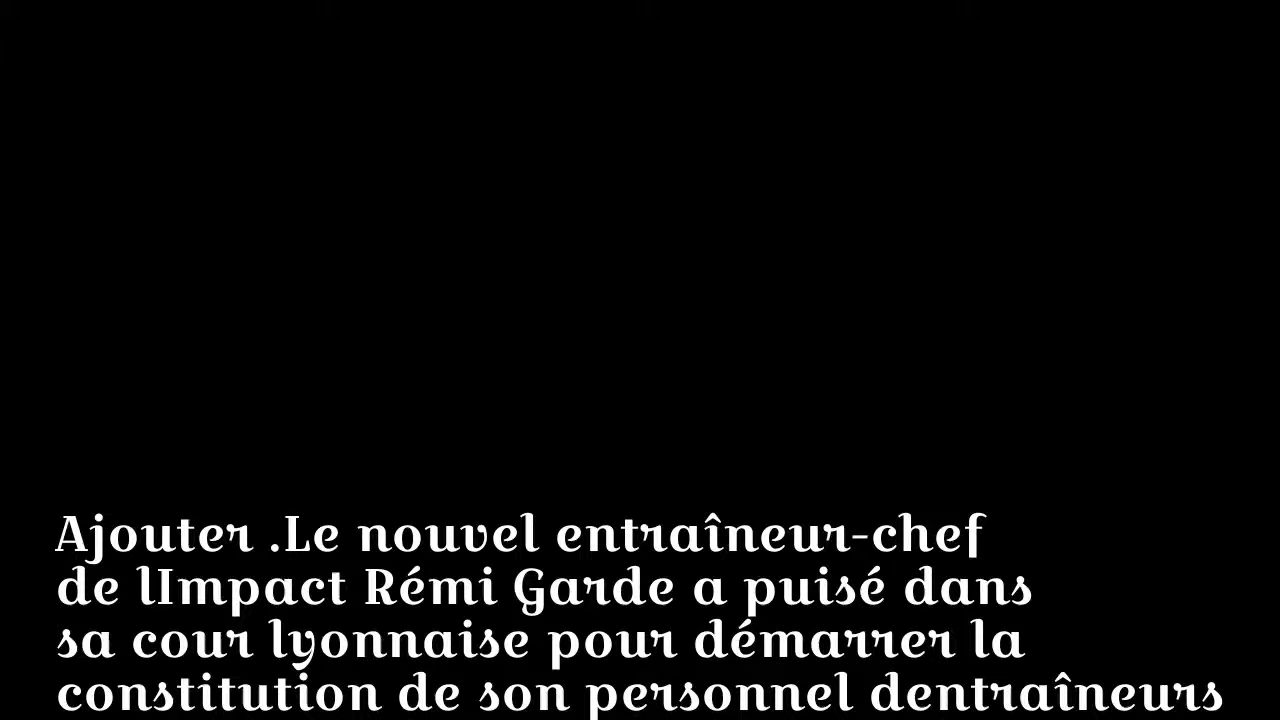 Ajouter .Le nouvel entraîneur-chef
de lImpact Rémi Garde a puisé dans
sa cour lyonnaise pour démarrer la
constitution de son personnel dentraîneurs